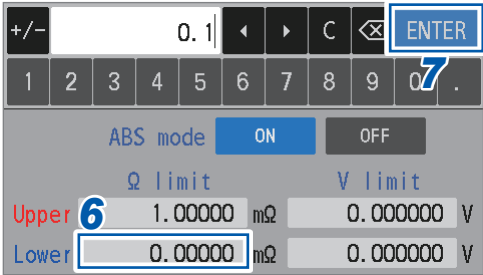 +/- 0.1 C ENTER
7
1 2 3 4 5 6 7 8 9 0 .
ABS mode ON OFF
Ω limit V limit
Upper 6 1.00000 mΩ 0.000000 V
Lower 0.00000 mΩ 0.000000 V